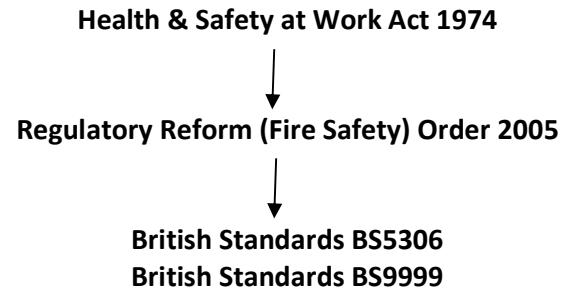 Health & Safety at Work Act 1974
Regulatory Reform (Fire Safety) Order 2005
British Standards BS5306
British Standards BS9999